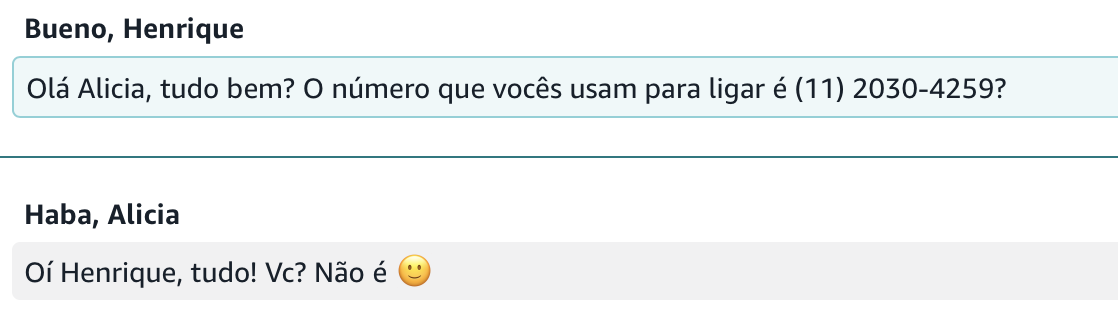 Bueno, Henrique
Olá Alicia, tudo bem? O número que vocês usam para ligar é (11) 2030-4259?
Haba, Alicia
Oí Henrique, tudo! Vc? Não é 🙂